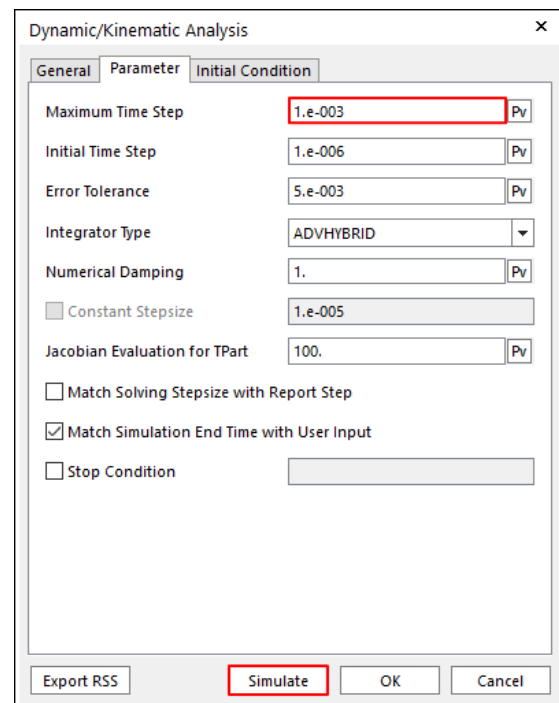 Dynamic/Kinematic Analysis
General Parameter Initial Condition
Maximum Time Step 1.e-003 Pv
Initial Time Step 1.e-006 Pv
Error Tolerance 5.e-003 Pv
Integrator Type ADVHYBRID
Numerical Damping 1. Pv
Constant Stepsize 1.e-005
Jacobian Evaluation for TPart 100. Pv
Match Solving Stepsize with Report Step
Match Simulation End Time with User Input
Stop Condition
Export RSS Simulate OK Cancel